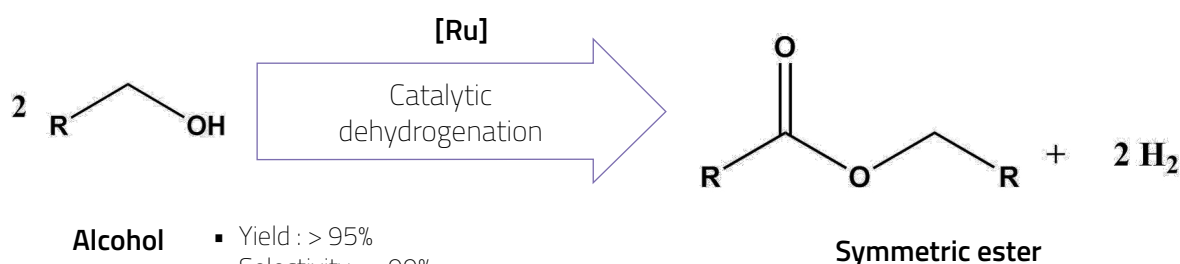 [Ru]
2 R OH
Catalytic
dehydrogenation
O
R O R + 2 H₂
Alcohol
▪ Yield : > 95%
Symmetric ester